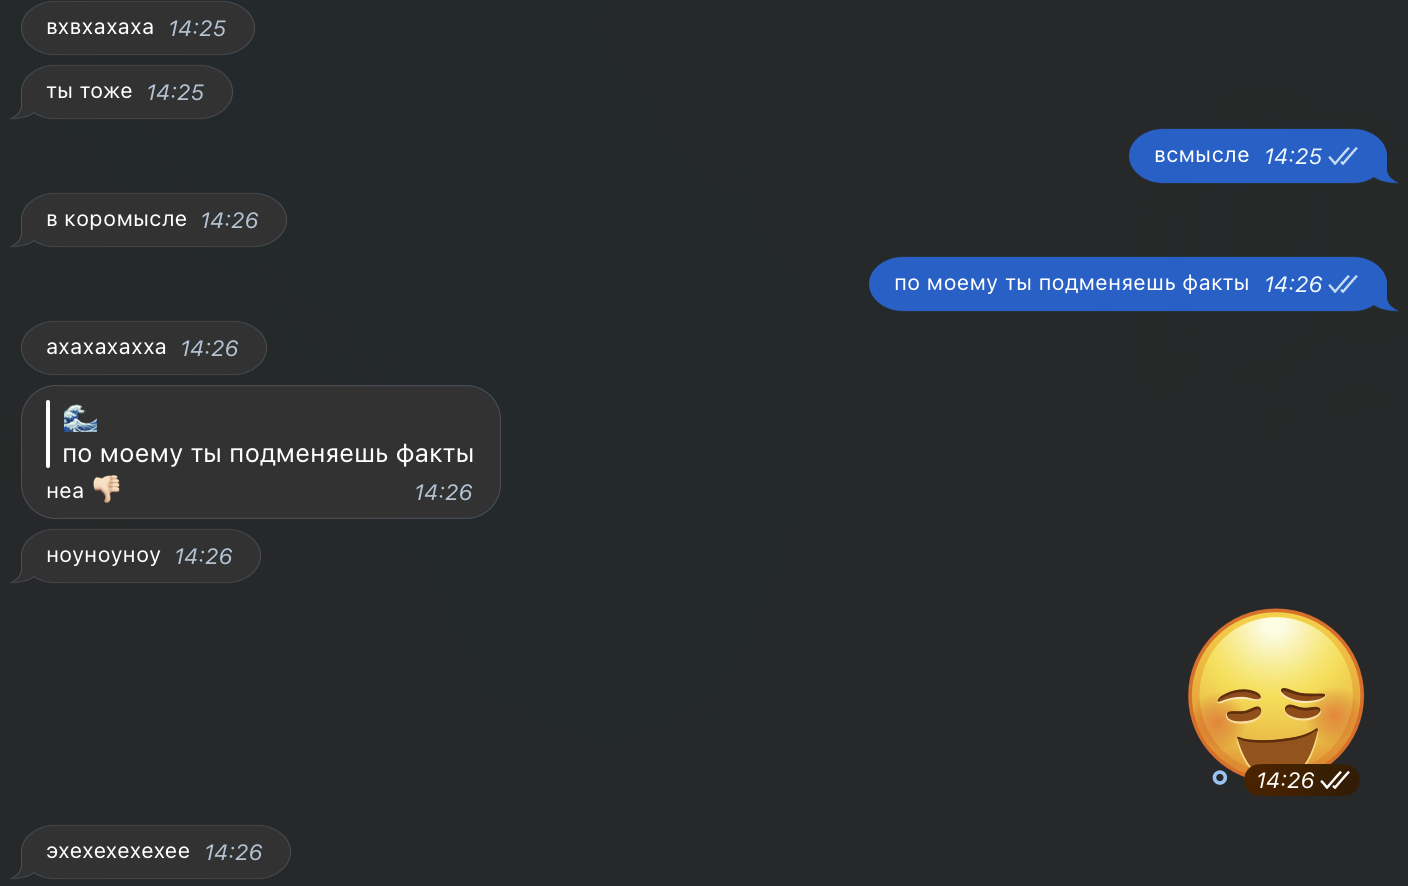 вхвхахаха 14:25
ты тоже 14:25
всмысле 14:25
в коромысле 14:26
по моему ты подменяешь факты 14:26
ахахахахха 14:26
🌊
по моему ты подменяешь факты
неа 👎🏻 14:26
ноуноуноу 14:26
14:26
эхехехехехее 14:26